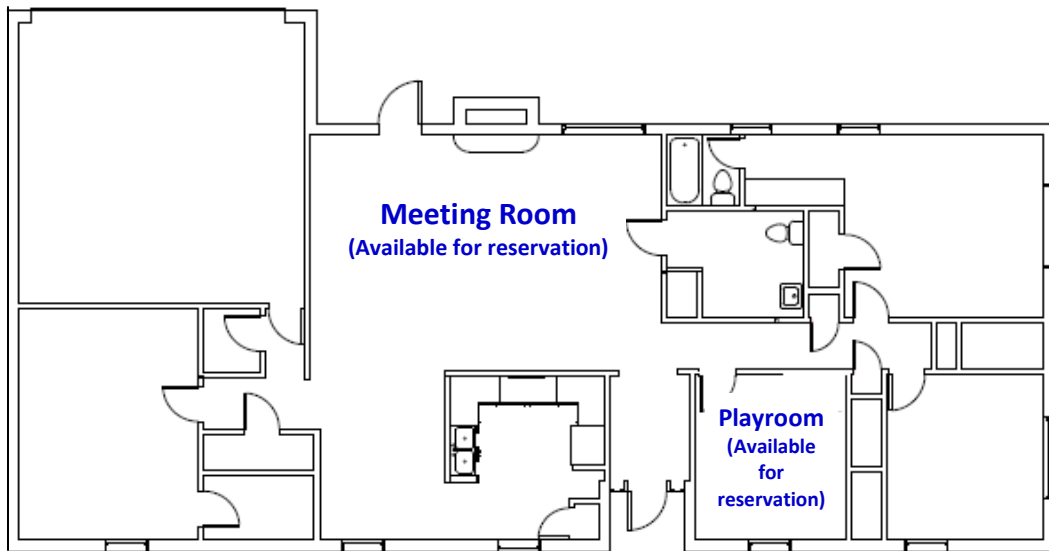 Meeting Room
(Available for reservation)
Playroom
(Available
for
reservation)